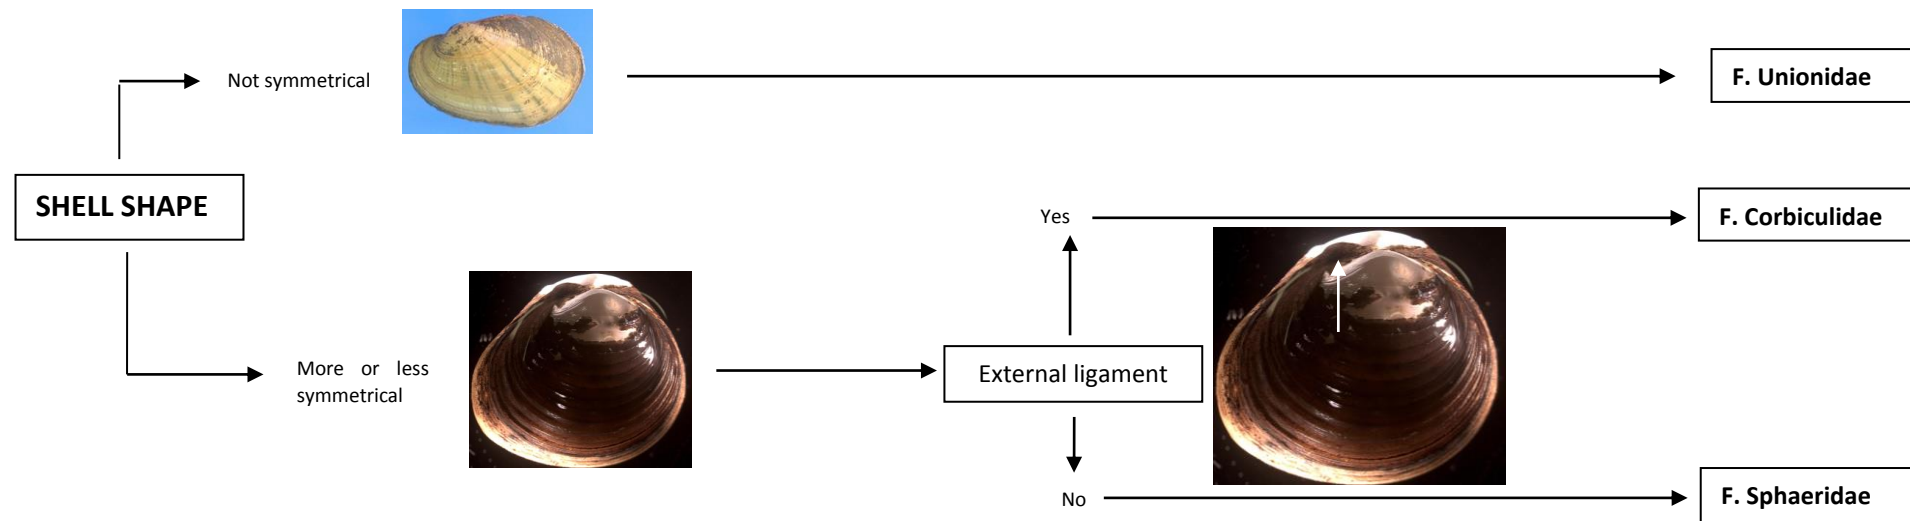 Not symmetrical
F. Unionidae
SHELL SHAPE
Yes
F. Corbiculidae
More or less
symmetrical
External ligament
No
F. Sphaeridae